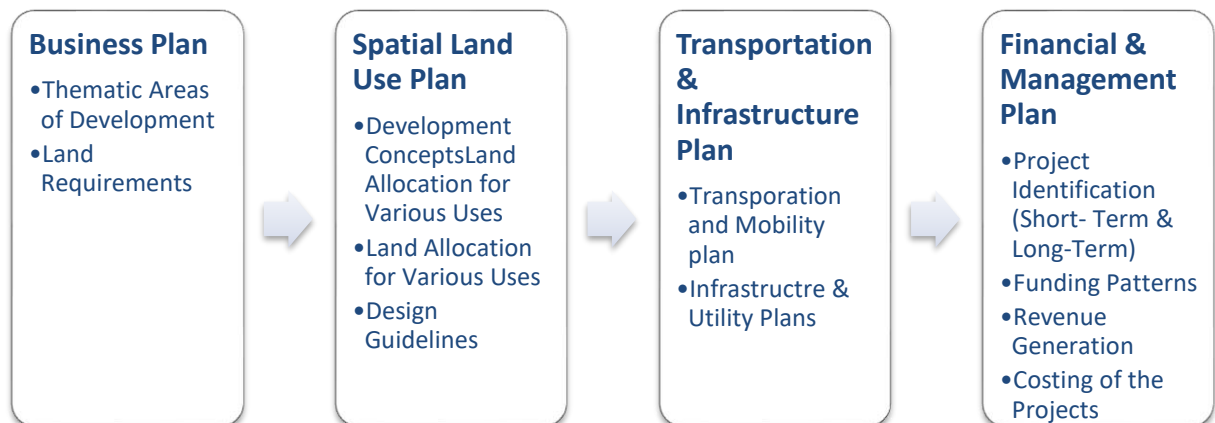 Business Plan
•Thematic Areas
of Development
•Land
Requirements
Spatial Land
Use Plan
•Development
ConceptsLand
Allocation for
Various Uses
•Land Allocation
for Various Uses
•Design
Guidelines
Transportation
&
Infrastructure
Plan
•Transporation
and Mobility
plan
•Infrastructre &
Utility Plans
Financial &
Management
Plan
•Project
Identification
(Short- Term &
Long-Term)
•Funding Patterns
•Revenue
Generation
•Costing of the
Projects